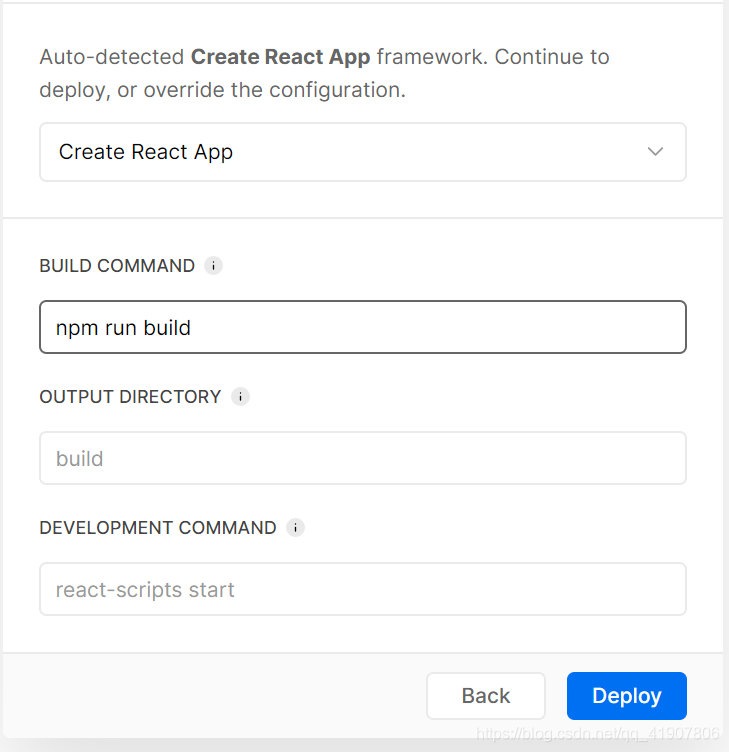 Auto-detected Create React App framework. Continue to
deploy, or override the configuration.
Create React App
BUILD COMMAND i
npm run build
OUTPUT DIRECTORY i
build
DEVELOPMENT COMMAND i
react-scripts start
Back Deploy
https://blog.csdn.net/qq_41907806